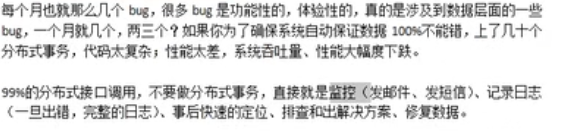 每个月也就那么几个 bug，很多 bug 是功能性的，体验性的，真的是涉及到数据层面的一些
bug，一个月就几个，两三个？如果你为了确保系统自动保证数据 100%不能错，上了几十个
分布式事务，代码太复杂；性能太差，系统吞吐量、性能大幅度下跌。
99%的分布式接口调用，不要做分布式事务，直接就是监控（发邮件、发短信）、记录日志
（一旦出错，完整的日志）、事后快速的定位、排查和出解决方案、修复数据。